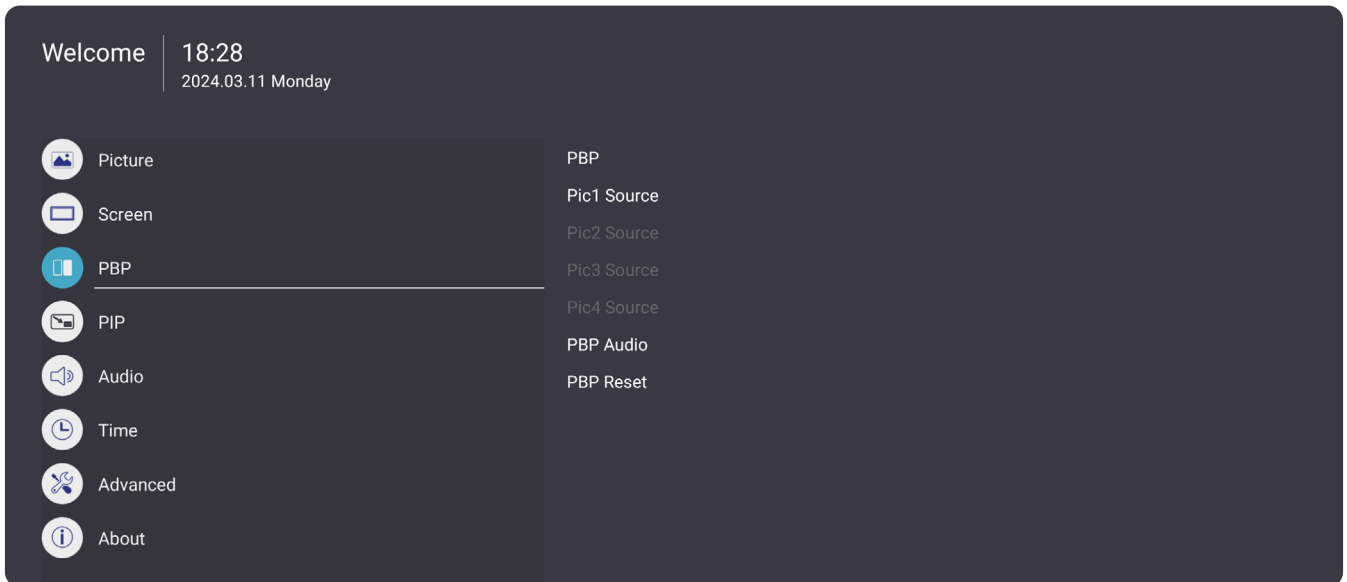 Welcome
18:28
2024.03.11 Monday
Picture
Screen
PBP
PIP
Audio
Time
Advanced
About
PBP
Pic1 Source
Pic2 Source
Pic3 Source
Pic4 Source
PBP Audio
PBP Reset